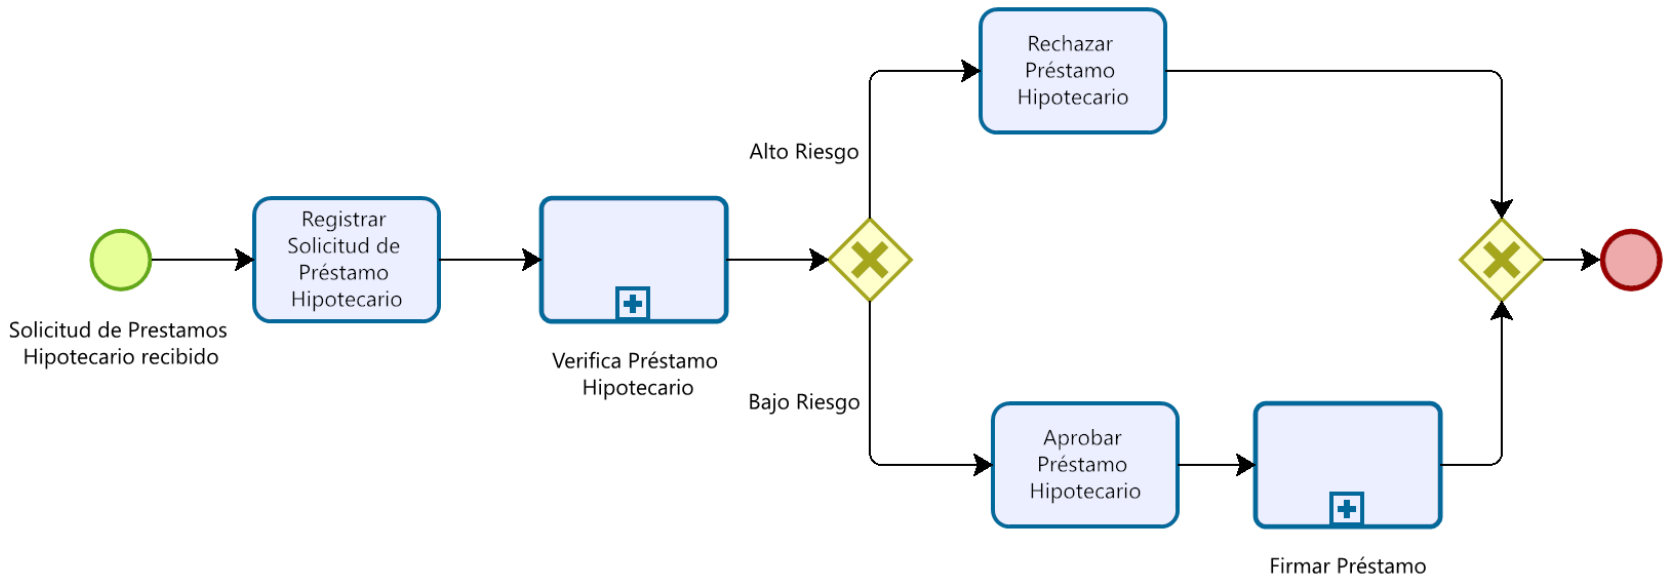 Solicitud de Prestamos
Hipotecario recibido
Registrar
Solicitud de
Préstamo
Hipotecario
Verifica Préstamo
Hipotecario
Alto Riesgo
Bajo Riesgo
Rechazar
Préstamo
Hipotecario
Aprobar
Préstamo
Hipotecario
Firmar Préstamo